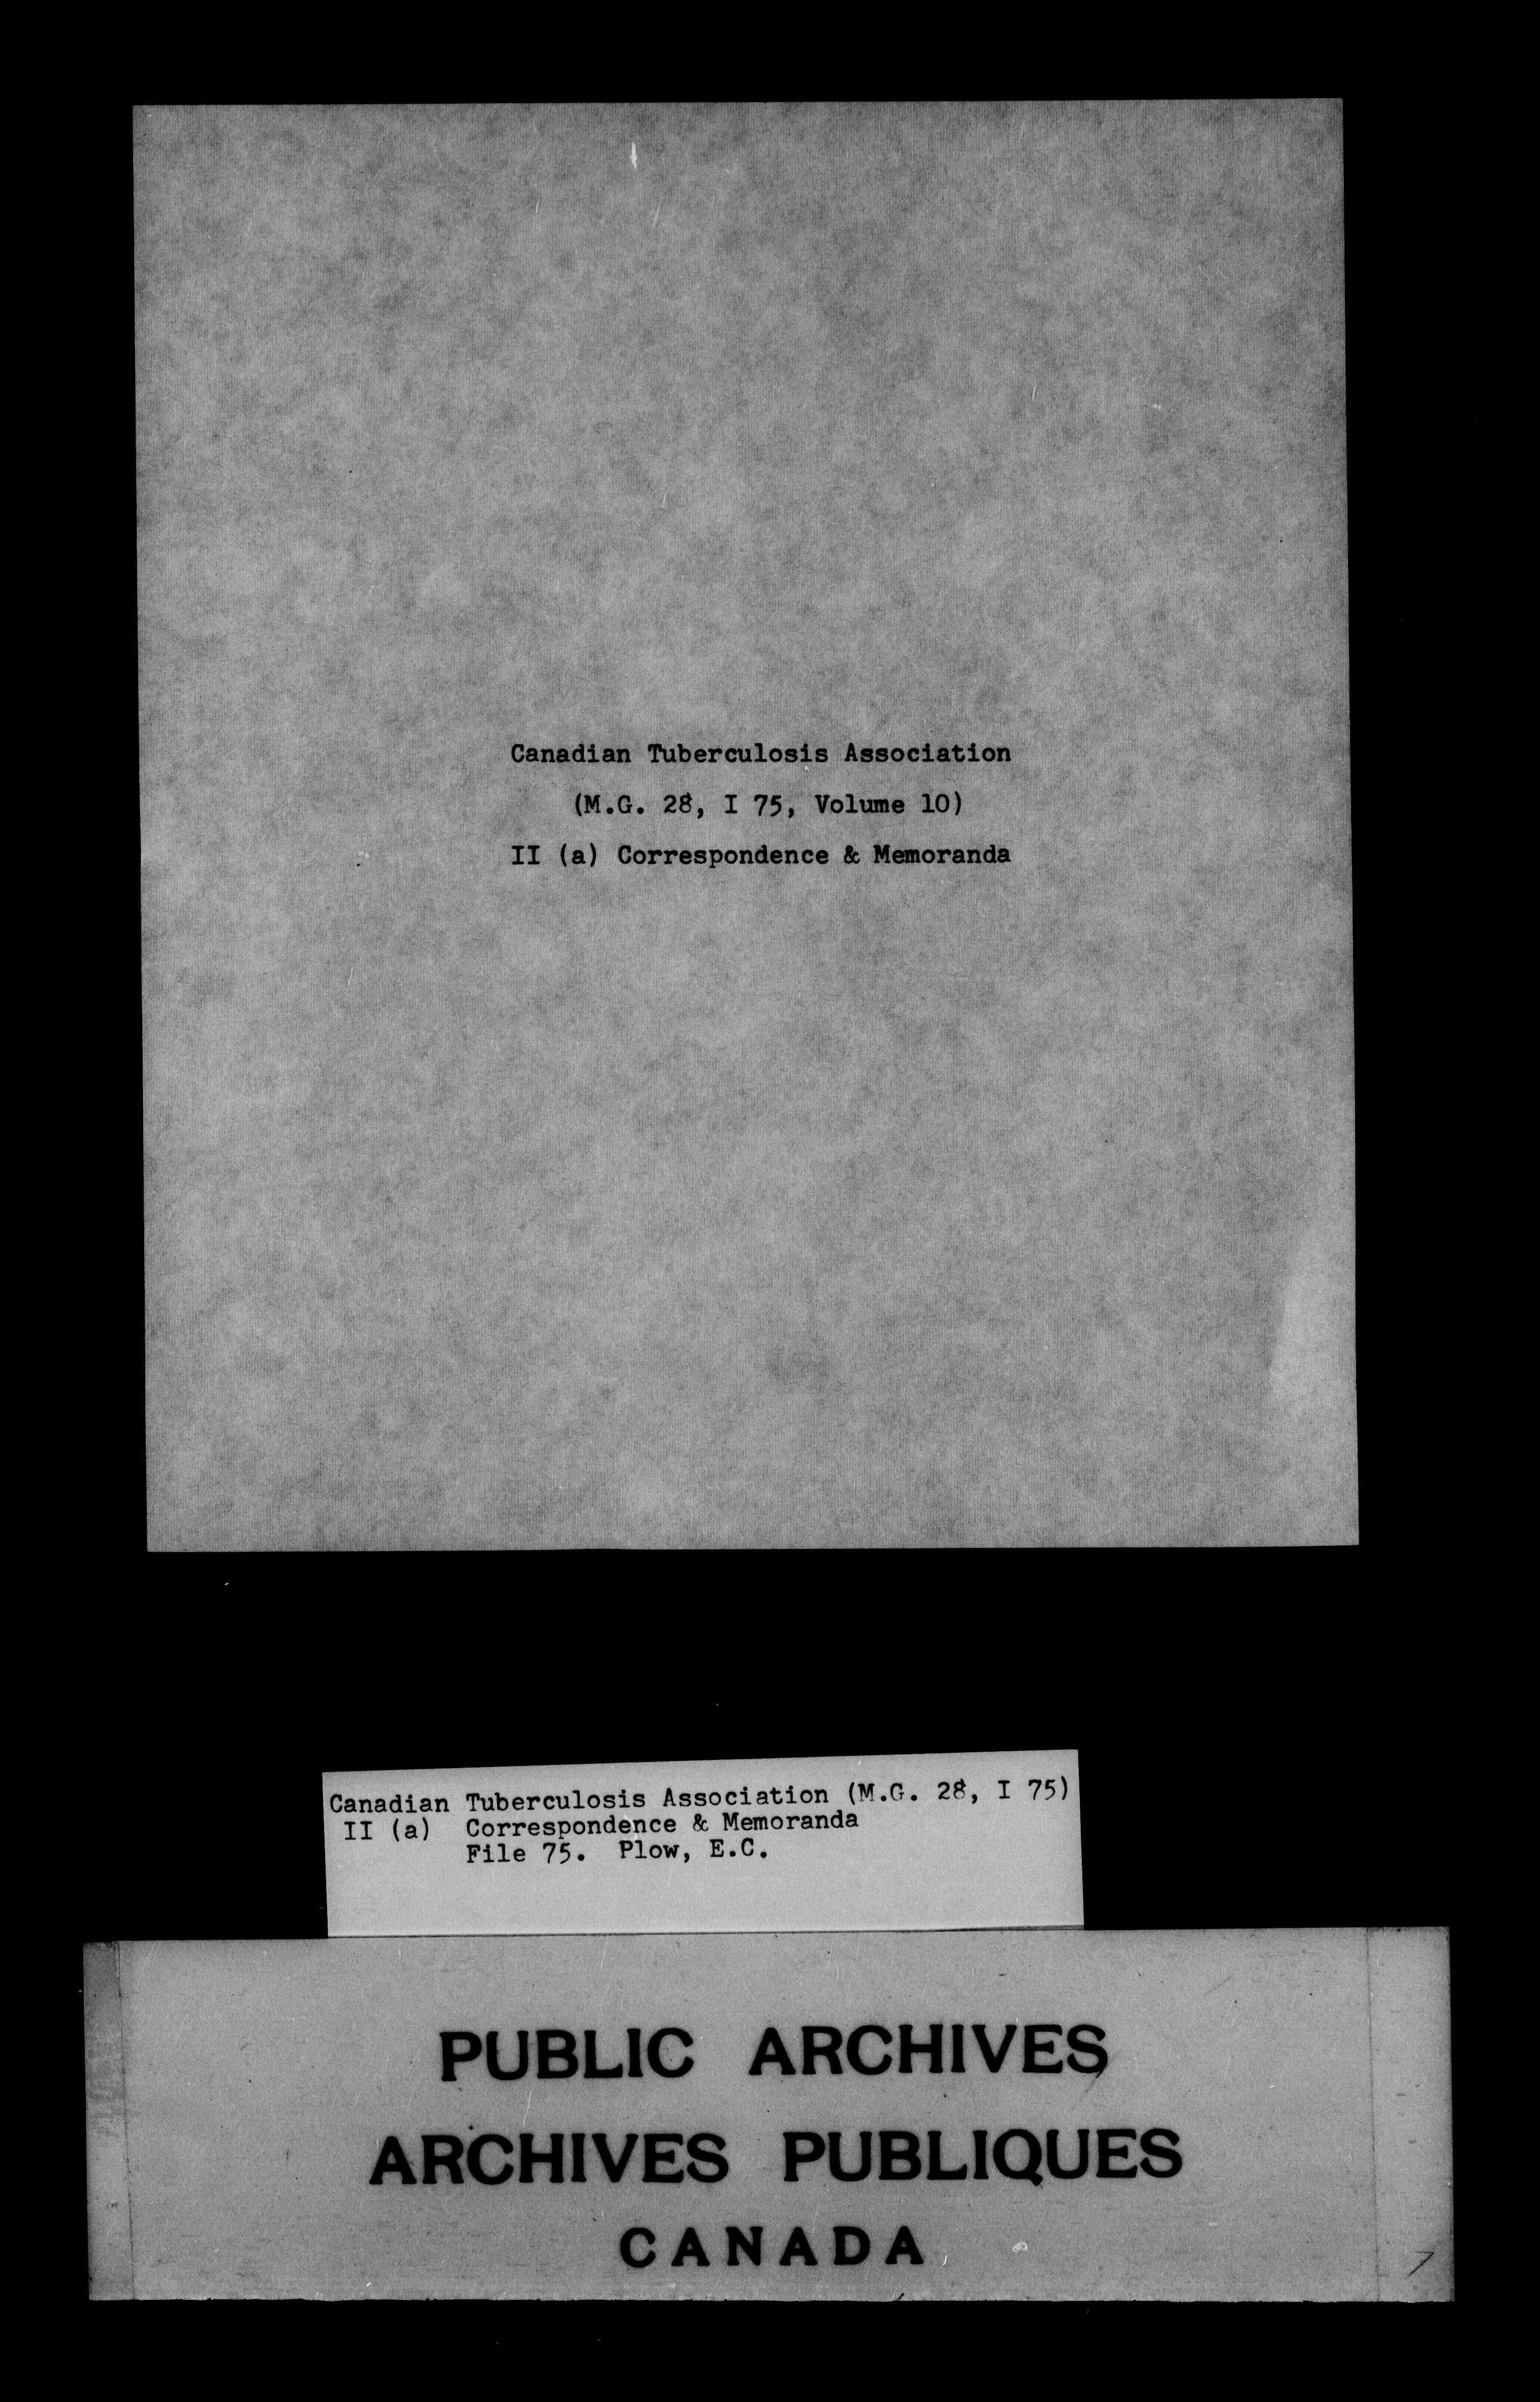 Canadian Tuberculosis Association
(M.G. 28, I 75, Volume 10)
II (a) Correspondence & Memoranda
Canadian Tuberculosis Association (M.G. 28, I 75)
II (a) Correspondence & Memoranda
File 75. Plow, E.C.
PUBLIC ARCHIVES
ARCHIVES PUBLIQUES
CANADA